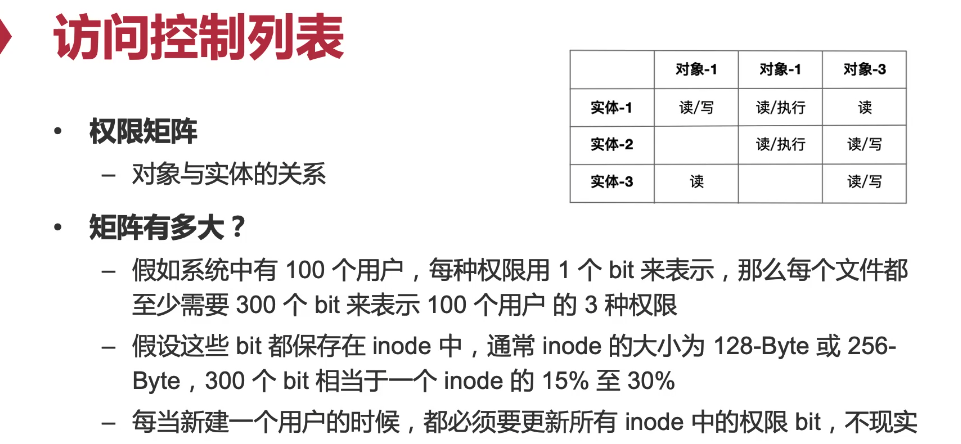 访问控制列表
对象-1 对象-1 对象-3
实体-1 读/写 读/执行 读
实体-2 读/执行 读/写
实体-3 读 读/写
• 权限矩阵
– 对象与实体的关系
• 矩阵有多大？
– 假如系统中有 100 个用户，每种权限用 1 个 bit 来表示，那么每个文件都
至少需要 300 个 bit 来表示 100 个用户 的 3 种权限
– 假设这些 bit 都保存在 inode 中，通常 inode 的大小为 128-Byte 或 256-
Byte，300 个 bit 相当于一个 inode 的 15% 至 30%
– 每当新建一个用户的时候，都必须要更新所有 inode 中的权限 bit，不现实